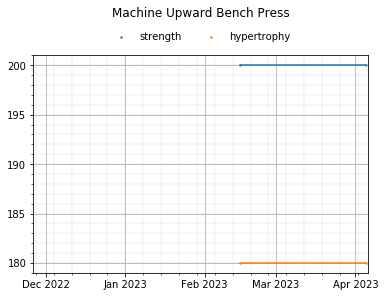 Machine Upward Bench Press
strength hypertrophy
200
195
190
185
180
Dec 2022 Jan 2023 Feb 2023 Mar 2023 Apr 2023